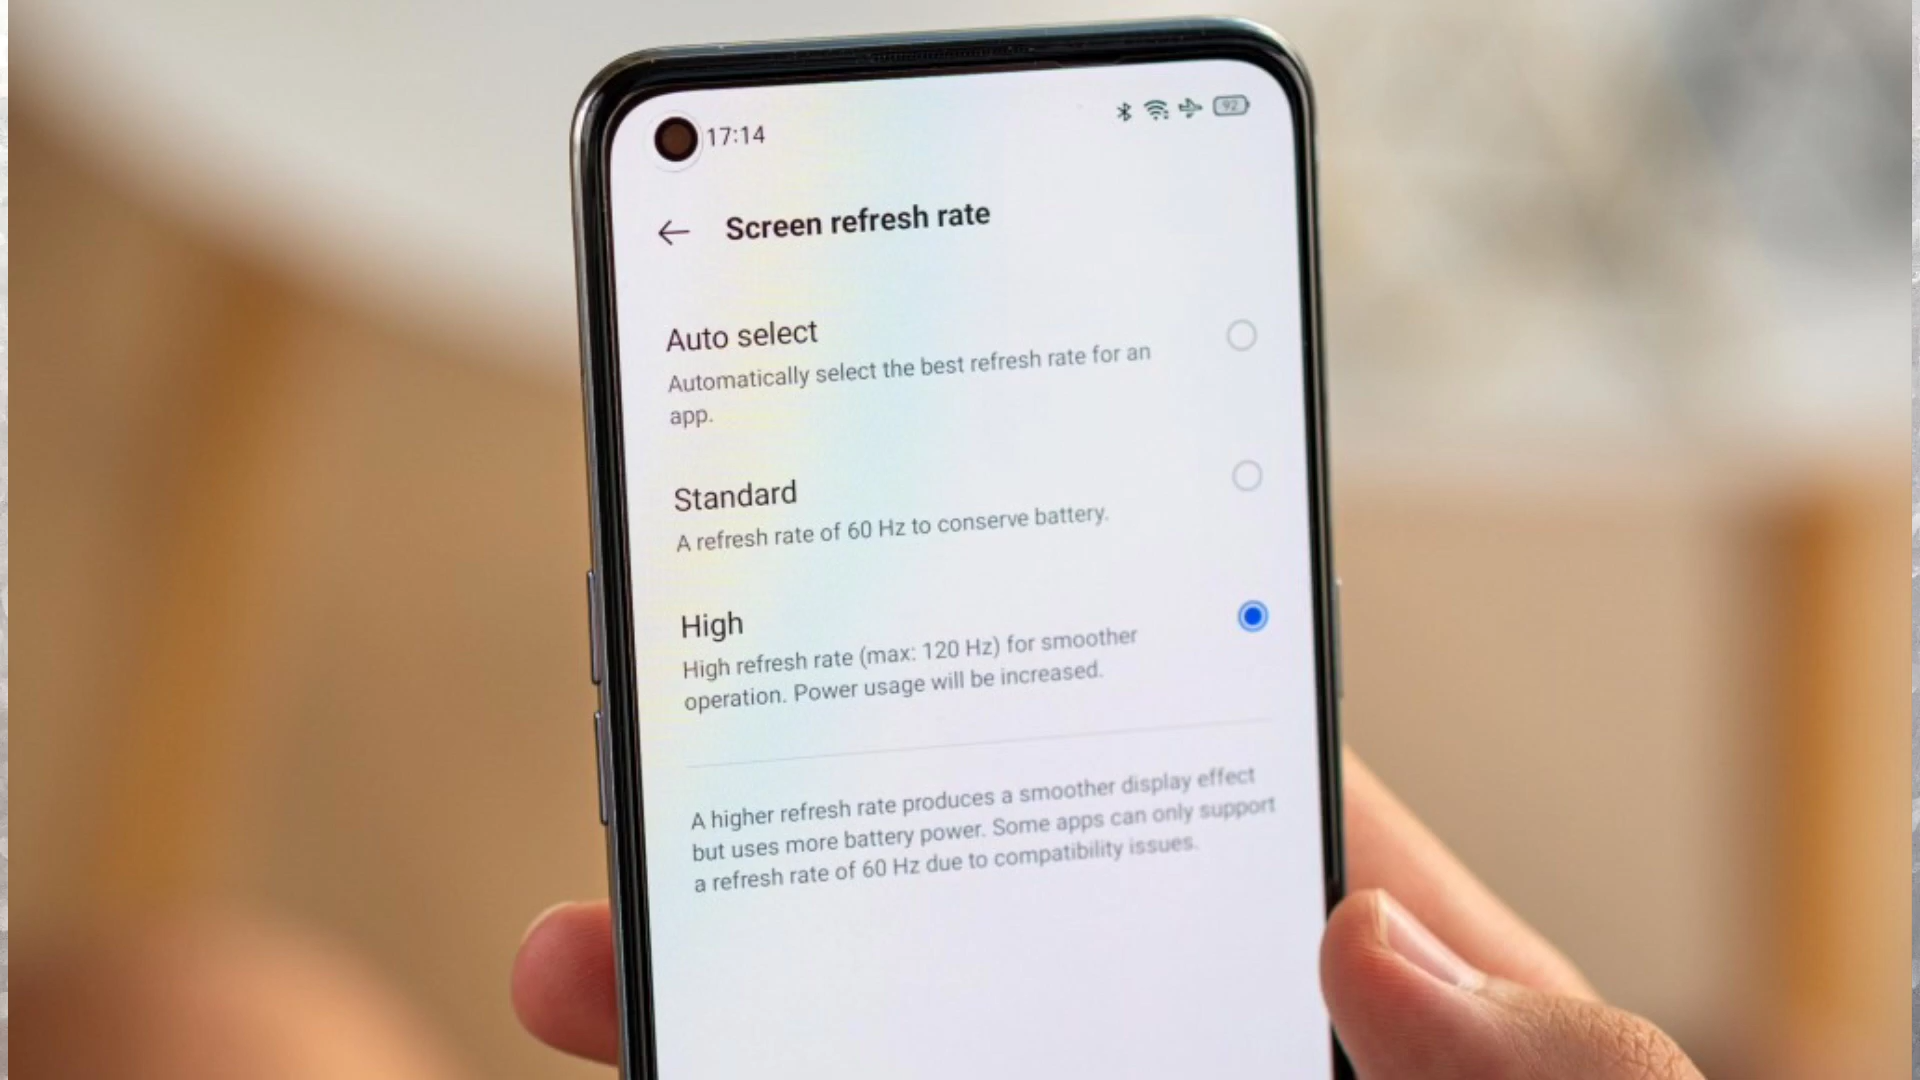 17:14 92
Screen refresh rate
Auto select
Automatically select the best refresh rate for an
app.
Standard
A refresh rate of 60 Hz to conserve battery.
High
High refresh rate (max: 120 Hz) for smoother
operation. Power usage will be increased.
A higher refresh rate produces a smoother display effect
but uses more battery power. Some apps can only support
a refresh rate of 60 Hz due to compatibility issues.